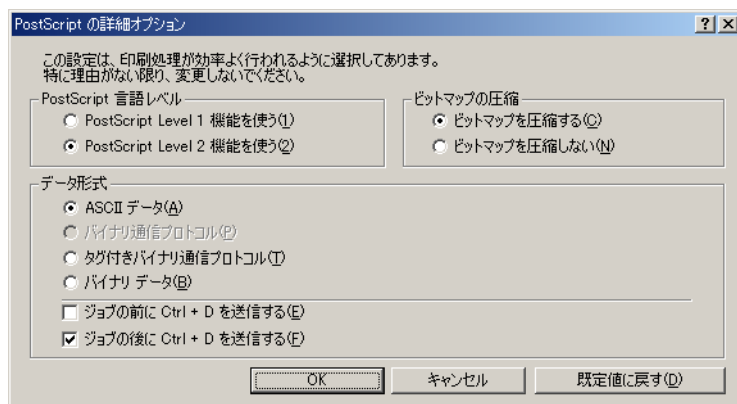 PostScript の詳細オプション
この設定は、印刷処理が効率よく行われるように選択してあります。
特に理由がない限り、変更しないでください。
PostScript 言語レベル
PostScript Level 1 機能を使う(1)
PostScript Level 2 機能を使う(2)
ビットマップの圧縮
ビットマップを圧縮する(C)
ビットマップを圧縮しない(N)
データ形式
ASCII データ(A)
バイナリ通信プロトコル(P)
タグ付きバイナリ通信プロトコル(T)
バイナリ データ(B)
ジョブの前に Ctrl + D を送信する(E)
ジョブの後に Ctrl + D を送信する(F)
OK
キャンセル
既定値に戻す(D)